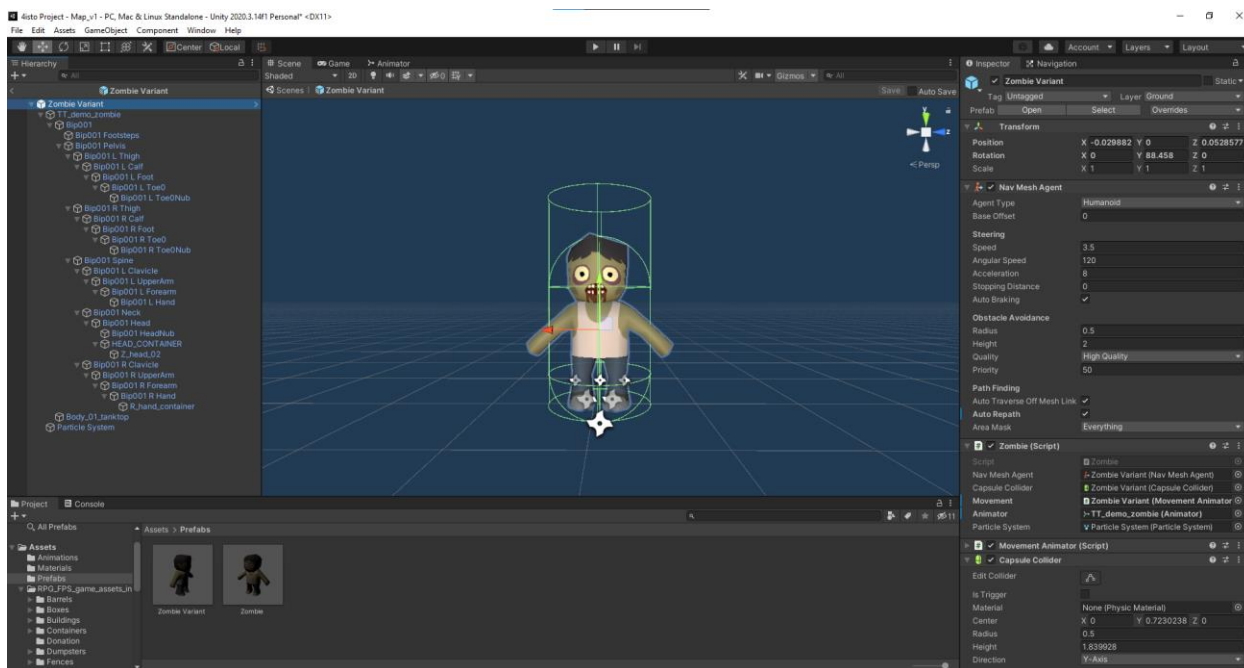 4isto Project - Map_v1 - PC, Mac & Linux Standalone - Unity 2020.3.14f1 Personal* <DX11>
File Edit Assets GameObject Component Window Help
Center Local
Account Layers Layout
Hierarchy
All
Zombie Variant
Zombie Variant
TT_demo_zombie
Bip001
Bip001 Footsteps
Bip001 Pelvis
Bip001 L Thigh
Bip001 L Calf
Bip001 L Foot
Bip001 L Toe0
Bip001 L Toe0Nub
Bip001 R Thigh
Bip001 R Calf
Bip001 R Foot
Bip001 R Toe0
Bip001 R Toe0Nub
Bip001 Spine
Bip001 L Clavicle
Bip001 L UpperArm
Bip001 L Forearm
Bip001 L Hand
Bip001 Neck
Bip001 Head
Bip001 HeadNub
HEAD_CONTAINER
Z_head_02
Bip001 R Clavicle
Bip001 R UpperArm
Bip001 R Forearm
Bip001 R Hand
R_hand_container
Body_01_tanktop
Particle System
Scene Game Animator
Shaded 2D 0 Gizmos All
Scenes Zombie Variant Save Auto Save
y
z
Persp
Project Console
11
All Prefabs
Assets
Animations
Materials
Prefabs
RPG_FPS_game_assets_in
Barrels
Boxes
Buildings
Containers
Donation
Dumpsters
Fences
Assets > Prefabs
Zombie Variant Zombie
Inspector Navigation
Zombie Variant Static
Tag Untagged Layer Ground
Prefab Open Select Overrides
Transform
Position X -0.029882 Y 0 Z 0.0528577
Rotation X 0 Y 88.458 Z 0
Scale X 1 Y 1 Z 1
Nav Mesh Agent
Agent Type Humanoid
Base Offset 0
Steering
Speed 3.5
Angular Speed 120
Acceleration 8
Stopping Distance 0
Auto Braking
Obstacle Avoidance
Radius 0.5
Height 2
Quality High Quality
Priority 50
Path Finding
Auto Traverse Off Mesh Link
Auto Repath
Area Mask Everything
Zombie (Script)
Script Zombie
Nav Mesh Agent Zombie Variant (Nav Mesh Agent)
Capsule Collider Zombie Variant (Capsule Collider)
Movement Zombie Variant (Movement Animator
Animator TT_demo_zombie (Animator)
Particle System Particle System (Particle System)
Movement Animator (Script)
Capsule Collider
Edit Collider
Is Trigger
Material None (Physic Material)
Center X 0 Y 0.7230238 Z 0
Radius 0.5
Height 1.839928
Direction Y-Axis